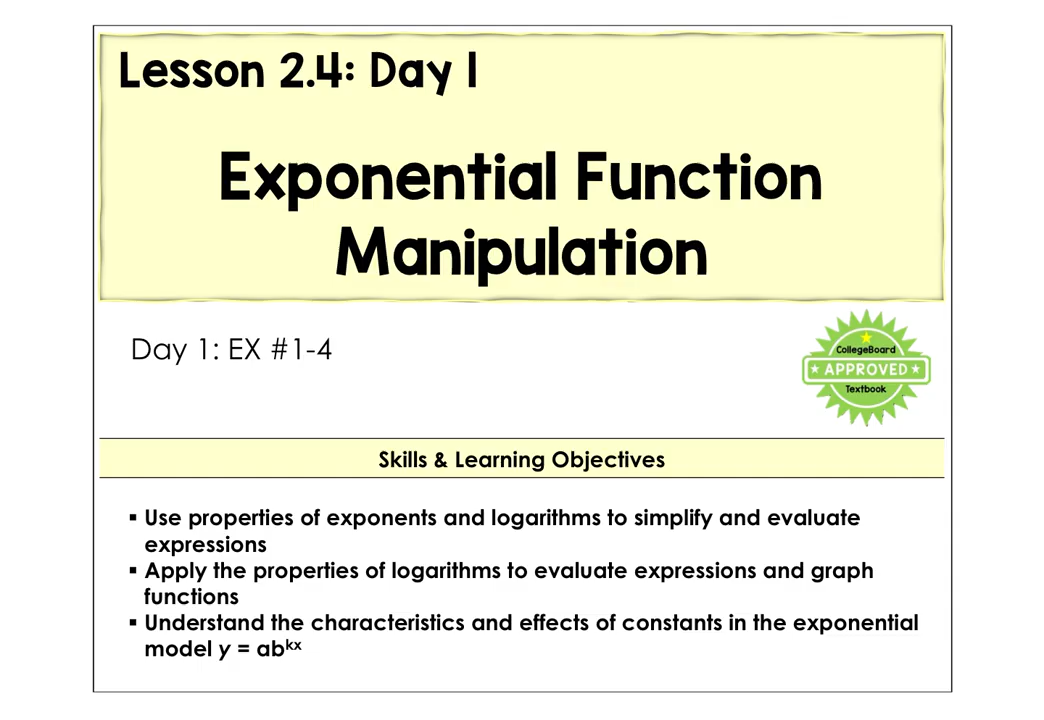 Lesson 2.4: Day 1
Exponential Function
Manipulation
Day 1: EX #1-4
CollegeBoard
★ APPROVED ★
Textbook
Skills & Learning Objectives
▪ Use properties of exponents and logarithms to simplify and evaluate
expressions
▪ Apply the properties of logarithms to evaluate expressions and graph
functions
▪ Understand the characteristics and effects of constants in the exponential
model y = abᵏˣ